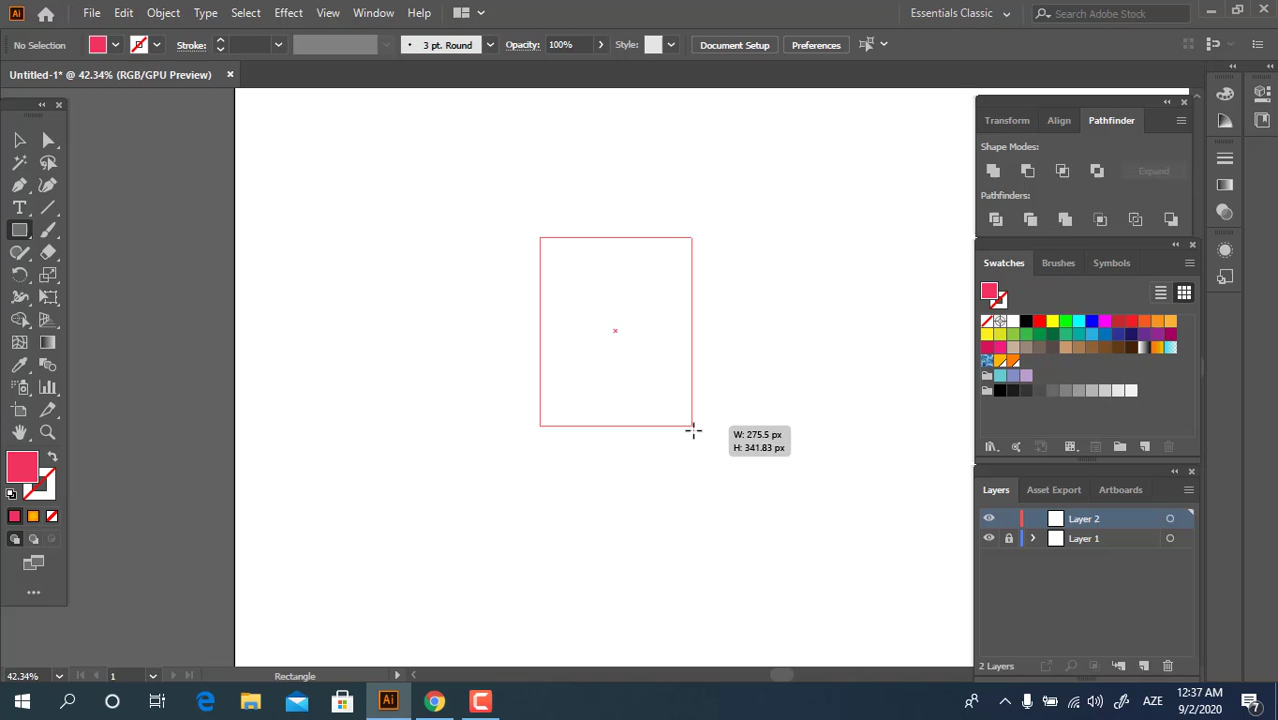 Ai File Edit Object Type Select Effect View Window Help Essentials Classic Search Adobe Stock
No Selection Stroke: 3 pt. Round Opacity: 100% Style: Document Setup Preferences
Untitled-1* @ 42.34% (RGB/GPU Preview)
Transform Align Pathfinder
Shape Modes:
Expand
Pathfinders:
Swatches Brushes Symbols
W: 275.5 px
H: 341.83 px
Layers Asset Export Artboards
Layer 2
Layer 1
2 Layers
42.34% 1 Rectangle
Ai AZE 12:37 AM
9/2/2020 7